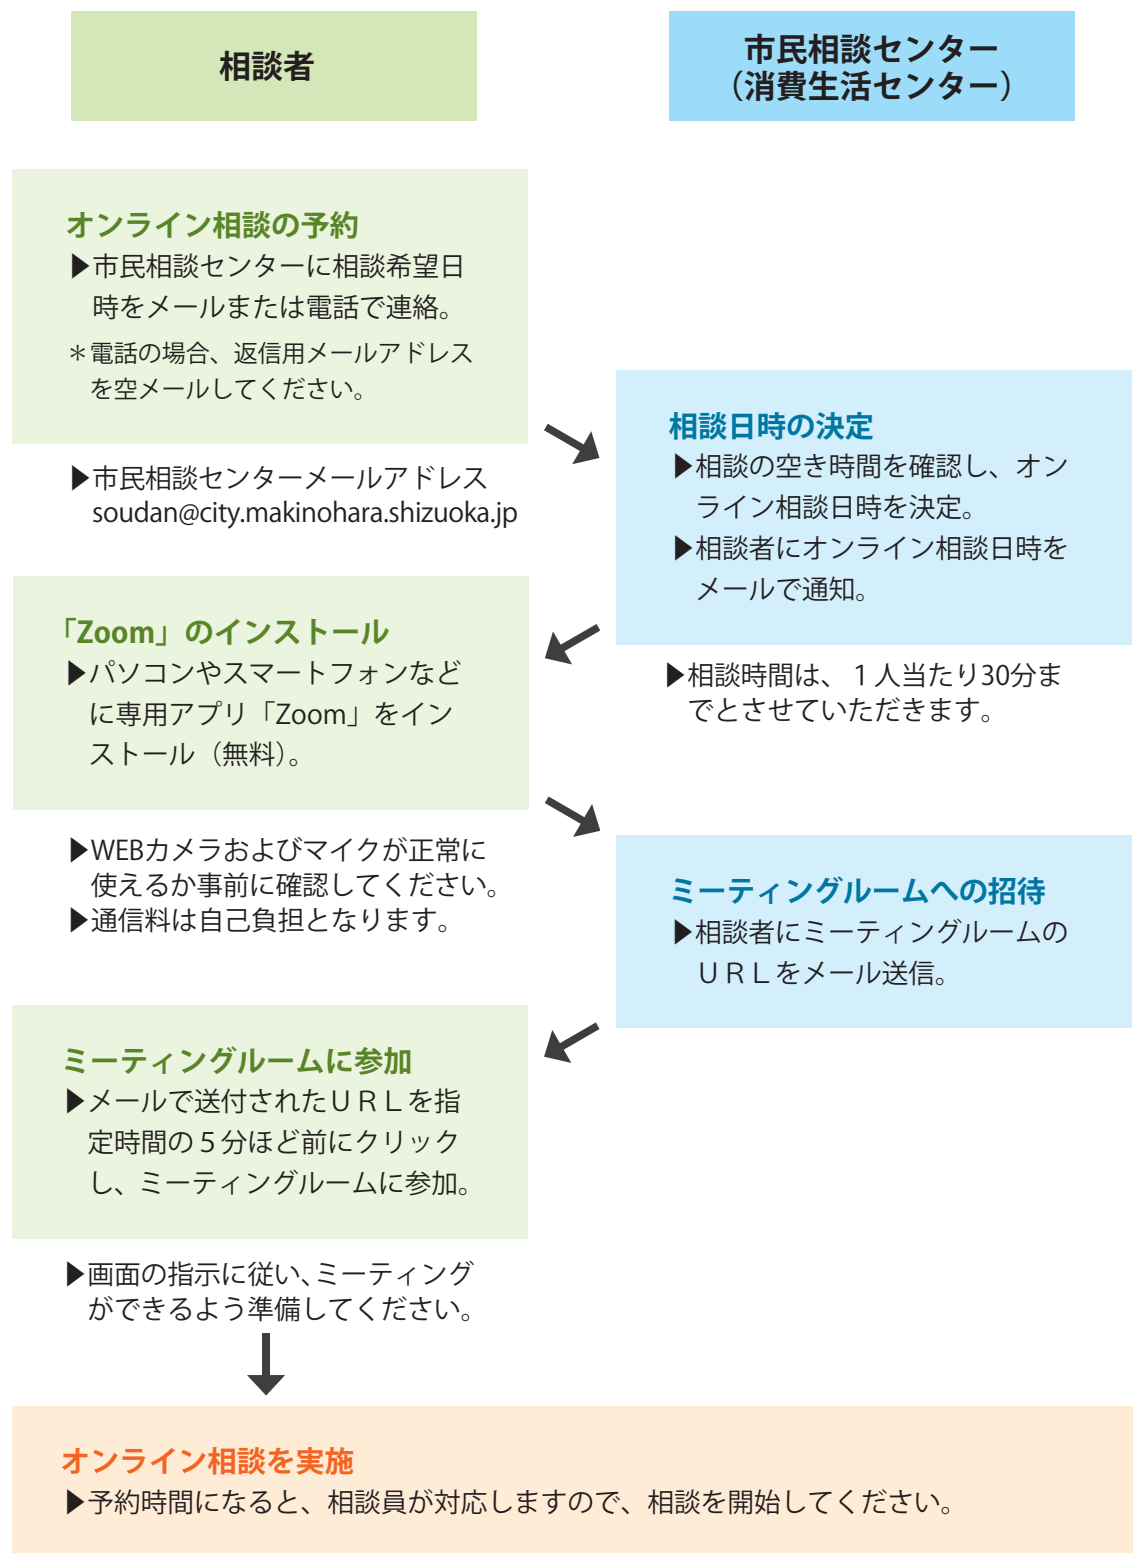 相談者
市民相談センター
（消費生活センター）
オンライン相談の予約
▶市民相談センターに相談希望日
時をメールまたは電話で連絡。
＊電話の場合、返信用メールアドレス
を空メールしてください。
▶市民相談センターメールアドレス
soudan@city.makinohara.shizuoka.jp
相談日時の決定
▶相談の空き時間を確認し、オン
ライン相談日時を決定。
▶相談者にオンライン相談日時を
メールで通知。
▶相談時間は、１人当たり30分ま
でとさせていただきます。
「Zoom」のインストール
▶パソコンやスマートフォンなど
に専用アプリ「Zoom」をイン
ストール（無料）。
▶WEBカメラおよびマイクが正常に
使えるか事前に確認してください。
▶通信料は自己負担となります。
ミーティングルームへの招待
▶相談者にミーティングルームの
ＵＲＬをメール送信。
ミーティングルームに参加
▶メールで送付されたＵＲＬを指
定時間の５分ほど前にクリック
し、ミーティングルームに参加。
▶画面の指示に従い、ミーティング
ができるよう準備してください。
オンライン相談を実施
▶予約時間になると、相談員が対応しますので、相談を開始してください。